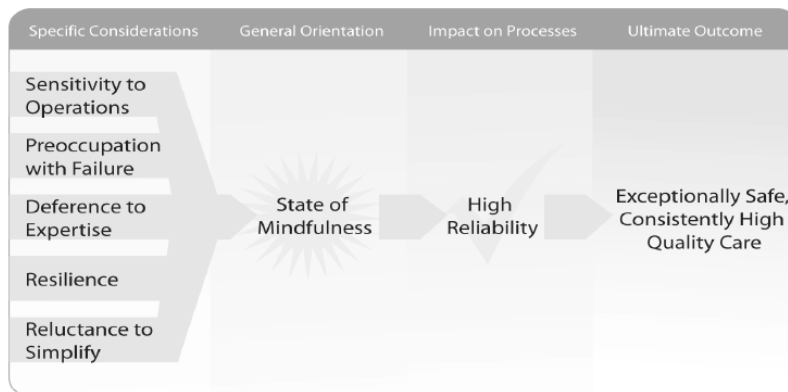 Specific Considerations
General Orientation
Impact on Processes
Ultimate Outcome
Sensitivity to
Operations
Preoccupation
with Failure
Deference to
Expertise
Resilience
Reluctance to
Simplify
State of
Mindfulness
High
Reliability
Exceptionally Safe,
Consistently High
Quality Care